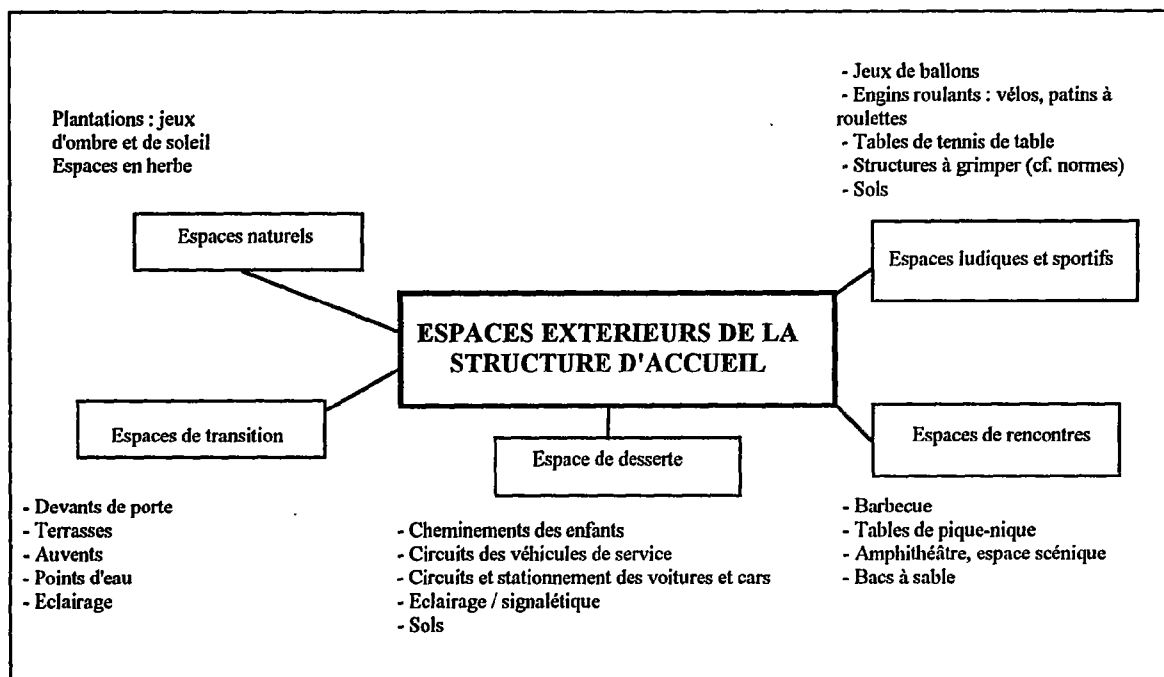 Plantations : jeux
d'ombre et de soleil
Espaces en herbe
Espaces naturels
- Jeux de ballons
- Engins roulants : vélos, patins à
roulettes
- Tables de tennis de table
- Structures à grimper (cf. normes)
- Sols
Espaces ludiques et sportifs
ESPACES EXTERIEURS DE LA
STRUCTURE D'ACCUEIL
Espaces de transition
- Devants de porte
- Terrasses
- Auvents
- Points d'eau
- Eclairage
Espace de desserte
- Cheminements des enfants
- Circuits des véhicules de service
- Circuits et stationnement des voitures et cars
- Eclairage / signalétique
- Sols
Espaces de rencontres
- Barbecue
- Tables de pique-nique
- Amphithéâtre, espace scénique
- Bacs à sable